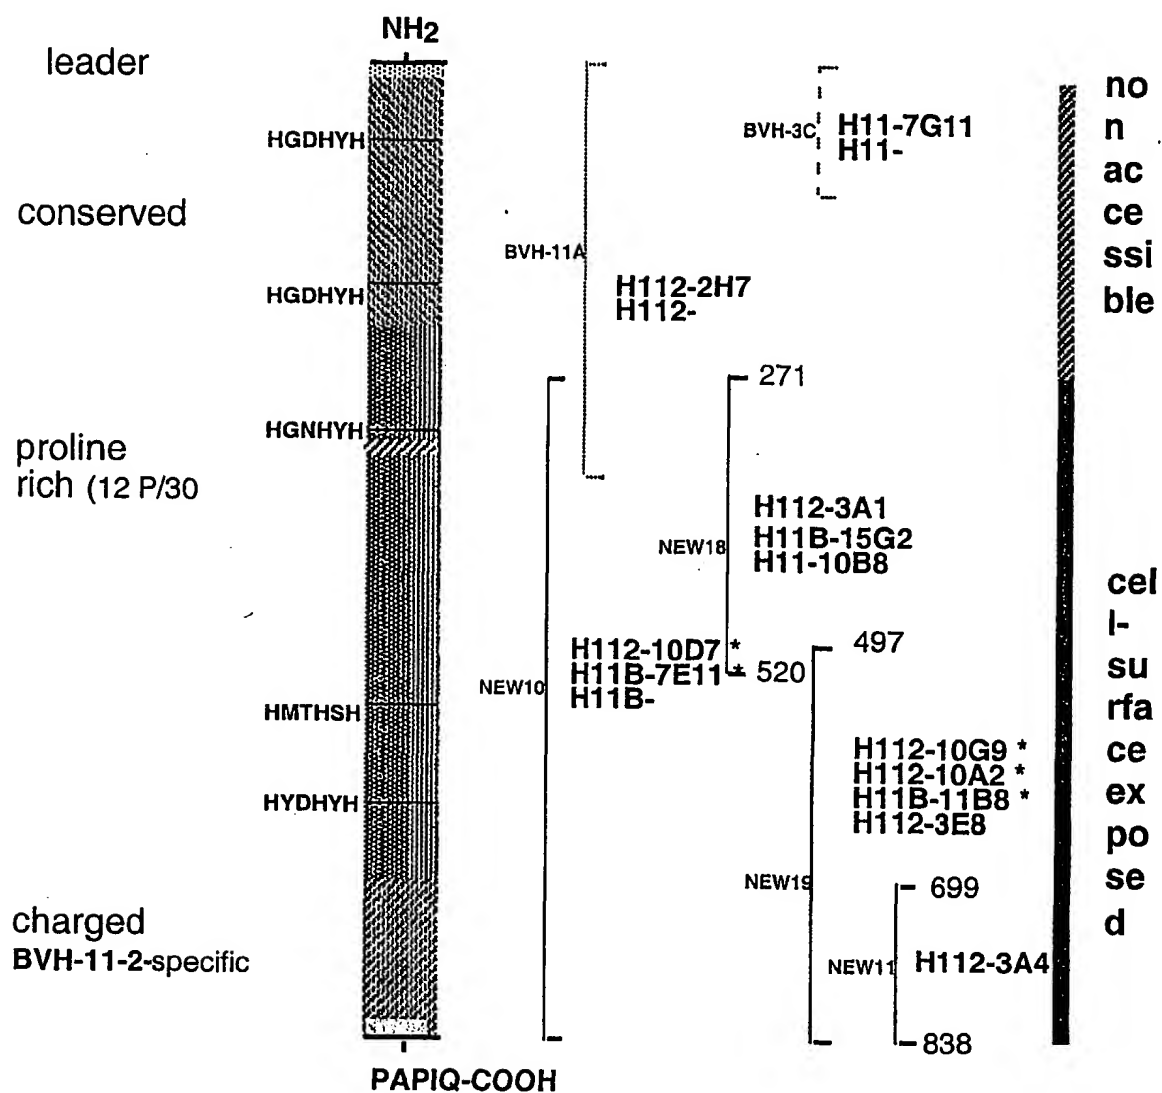 NH2
leader
HGDHYH
conserved
HGDHYH
HGNHYH
proline
rich (12 P/30
HMTHSH
HYDHYH
charged
BVH-11-2-specific
PAPIQ-COOH
BVH-11A
H112-2H7
H112-
BVH-3C
H11-7G11
H11-
NEW10
H112-10D7 *
H11B-7E11 *
H11B-
271
NEW18
H112-3A1
H11B-15G2
H11-10B8
520
497
NEW19
H112-10G9 *
H112-10A2 *
H11B-11B8 *
H112-3E8
699
NEW11
H112-3A4
838
no
n
ac
ce
ssi
ble
cel
l-
su
rfa
ce
ex
po
se
d